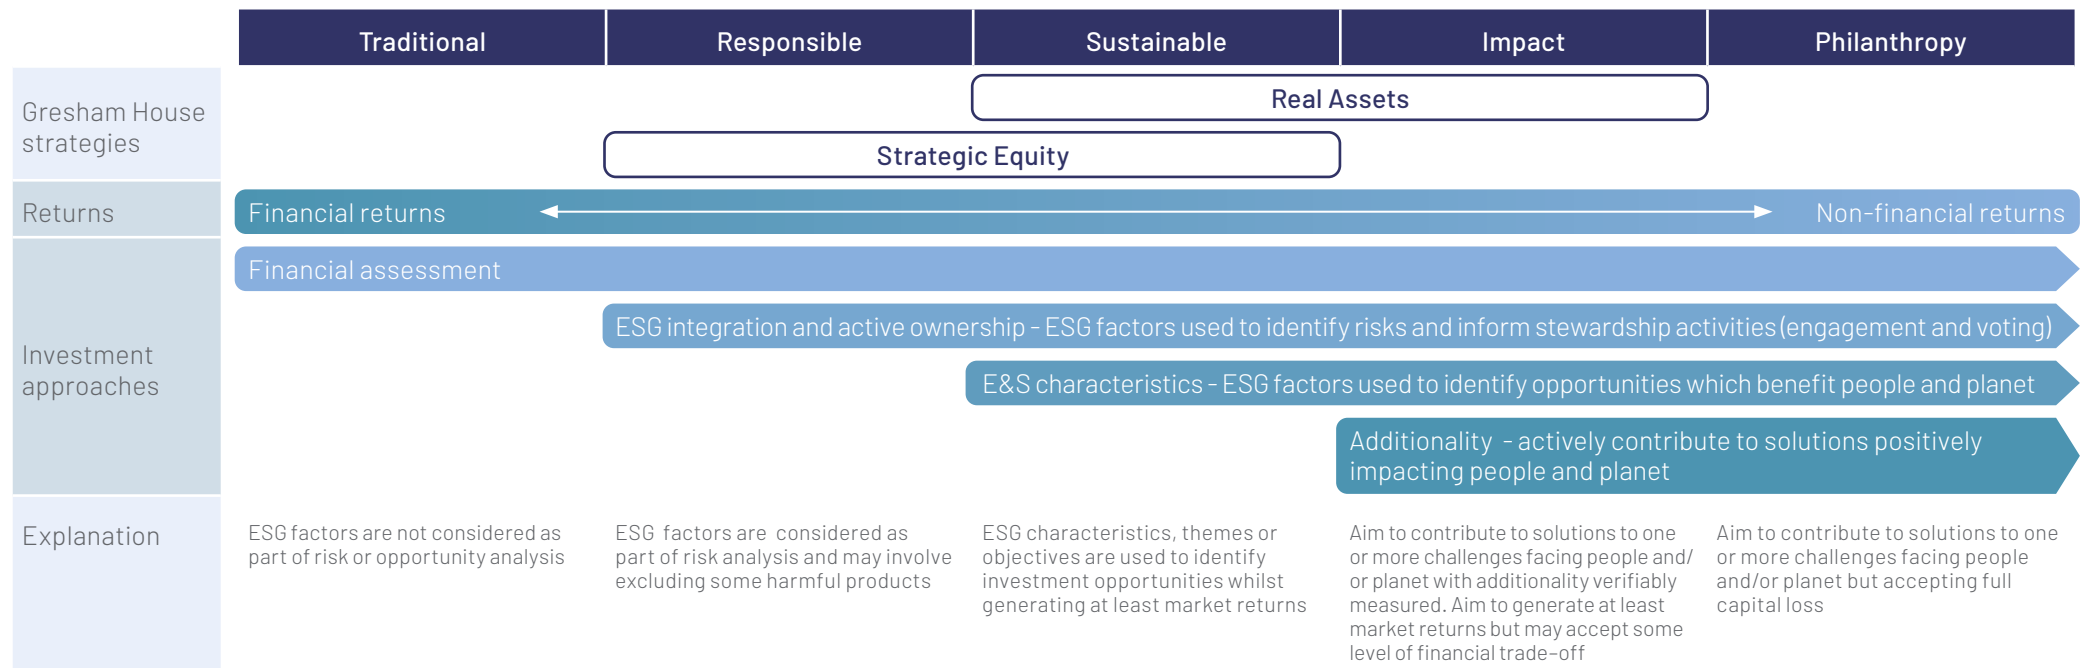 Traditional
Responsible
Sustainable
Impact
Philanthropy
Gresham House
strategies
Real Assets
Strategic Equity
Returns
Financial returns
Non-financial returns
Investment
approaches
Financial assessment
ESG integration and active ownership - ESG factors used to identify risks and inform stewardship activities (engagement and voting)
E&S characteristics - ESG factors used to identify opportunities which benefit people and planet
Additionality - actively contribute to solutions positively
impacting people and planet
Explanation
ESG factors are not considered as
part of risk or opportunity analysis
ESG factors are considered as
part of risk analysis and may involve
excluding some harmful products
ESG characteristics, themes or
objectives are used to identify
investment opportunities whilst
generating at least market returns
Aim to contribute to solutions to one
or more challenges facing people and/
or planet with additionality verifiably
measured. Aim to generate at least
market returns but may accept some
level of financial trade-off
Aim to contribute to solutions to one
or more challenges facing people
and/or planet but accepting full
capital loss